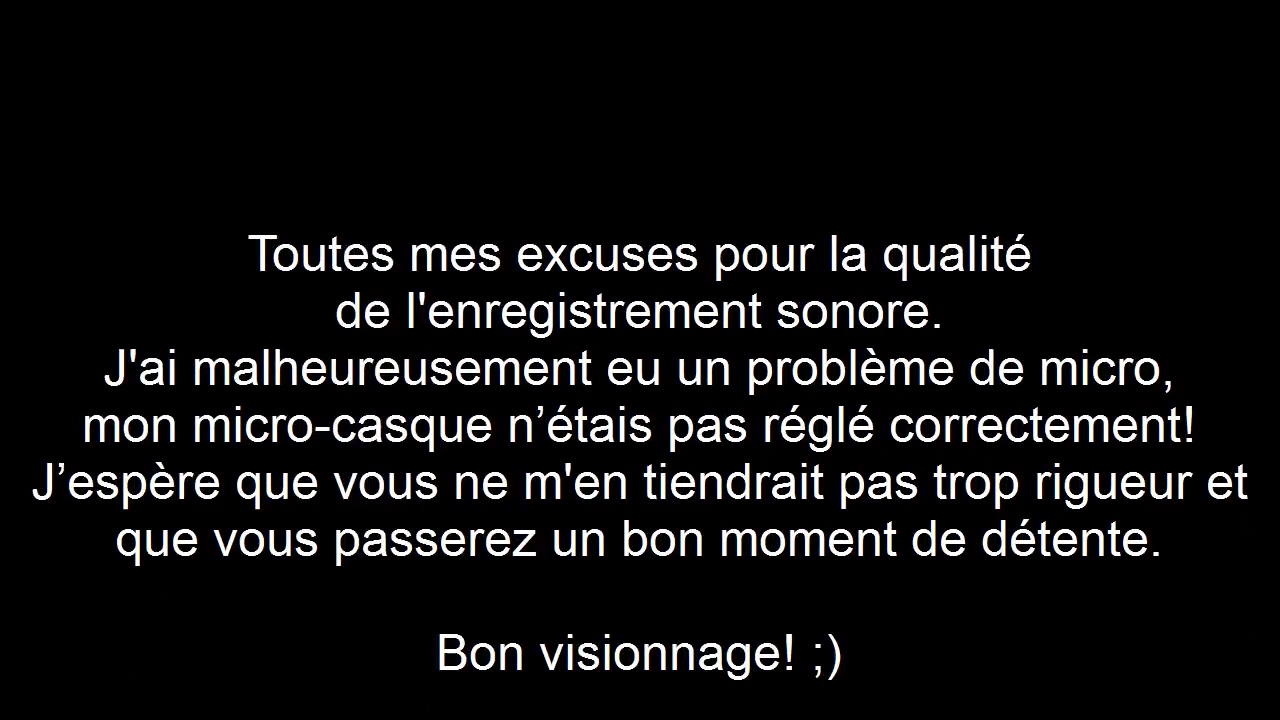 Toutes mes excuses pour la qualité
de l'enregistrement sonore.
J'ai malheureusement eu un problème de micro,
mon micro-casque n’étais pas réglé correctement!
J’espère que vous ne m'en tiendrait pas trop rigueur et
que vous passerez un bon moment de détente.
Bon visionnage! ;)